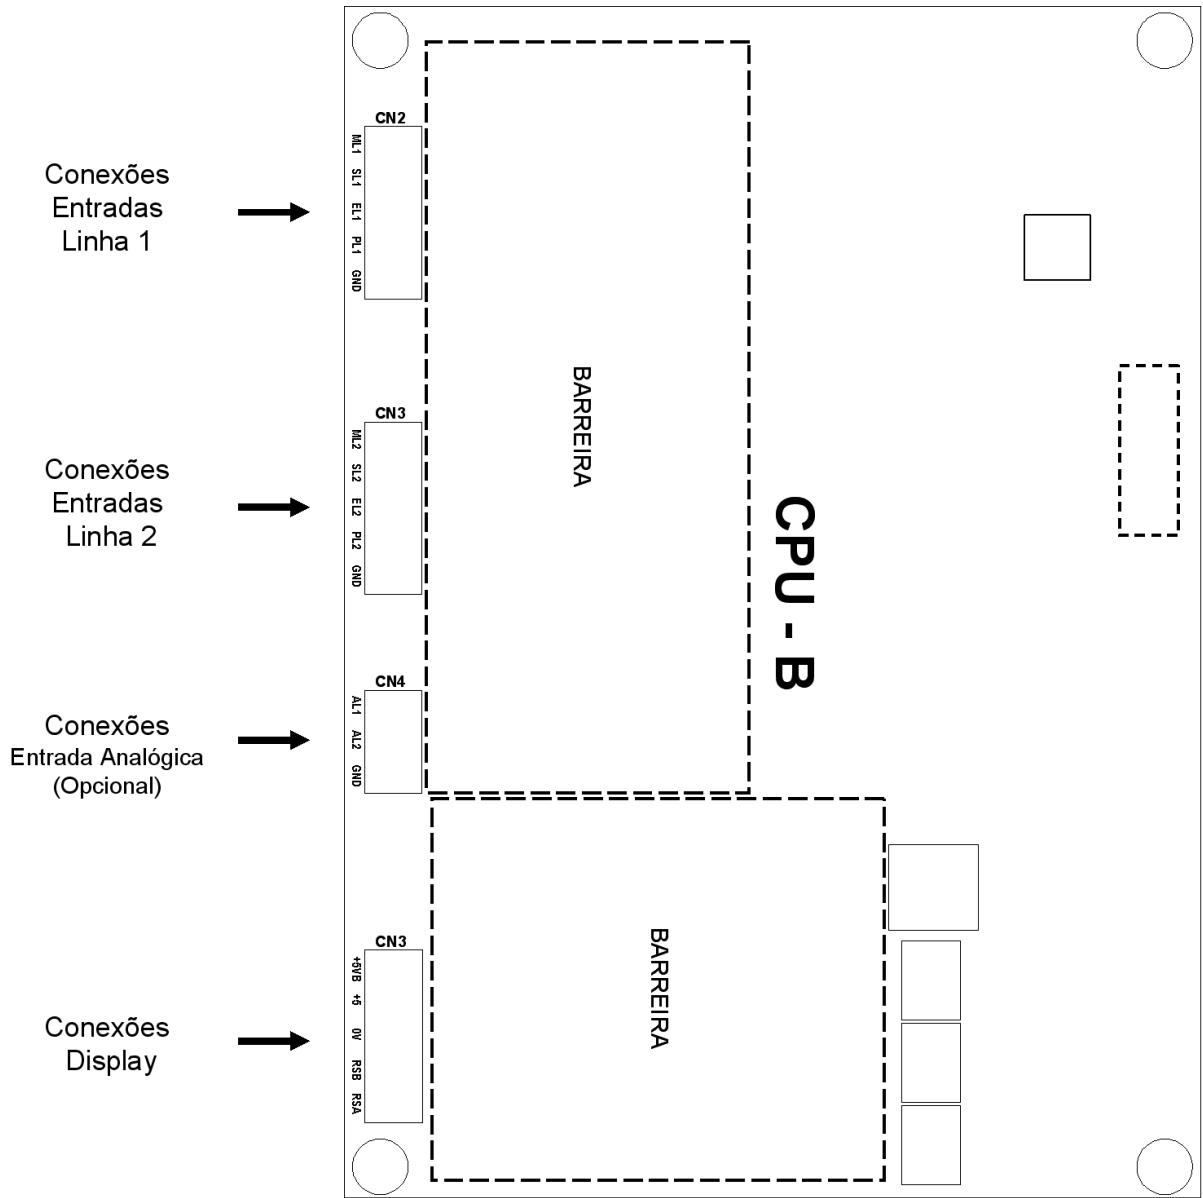 CN2
ML1
SL1
EL1
PL1
GND
Conexões
Entradas
Linha 1
BARREIRA
CN3
ML2
SL2
EL2
PL2
GND
Conexões
Entradas
Linha 2
CPU - B
CN4
AL1
AL2
GND
Conexões
Entrada Analógica
(Opcional)
BARREIRA
CN3
+5VB
+5
0V
RSB
RSA
Conexões
Display